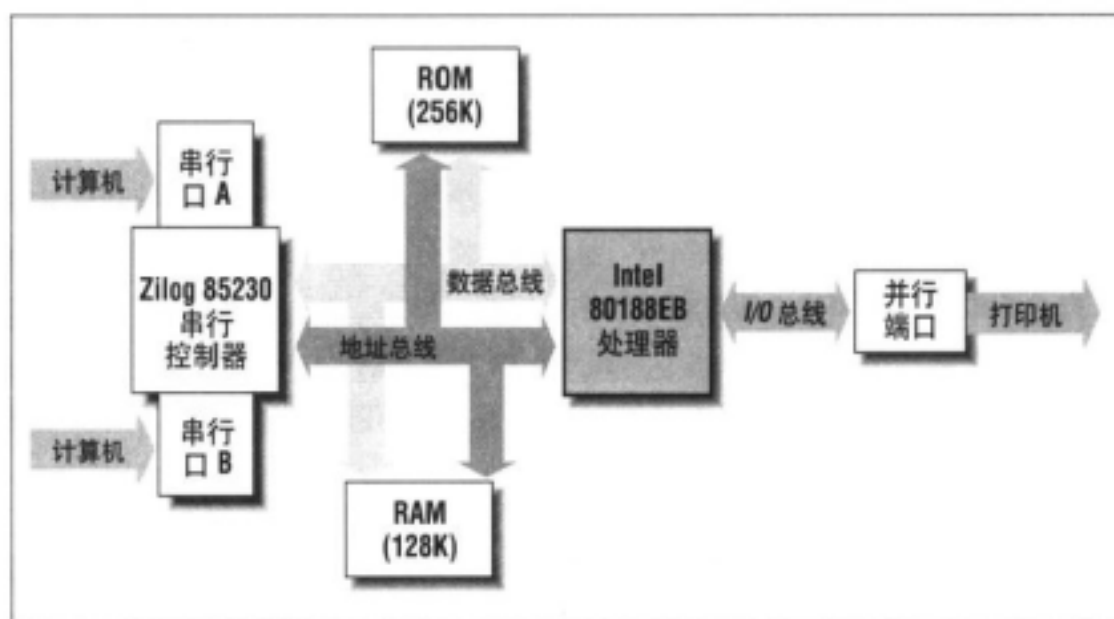 ROM
(256K)
串行
口 A
计算机
Zilog 85230
串行
控制器
数据总线
地址总线
Intel
80188EB
处理器
I/O 总线
并行
端口
打印机
计算机
串行
口 B
RAM
(128K)